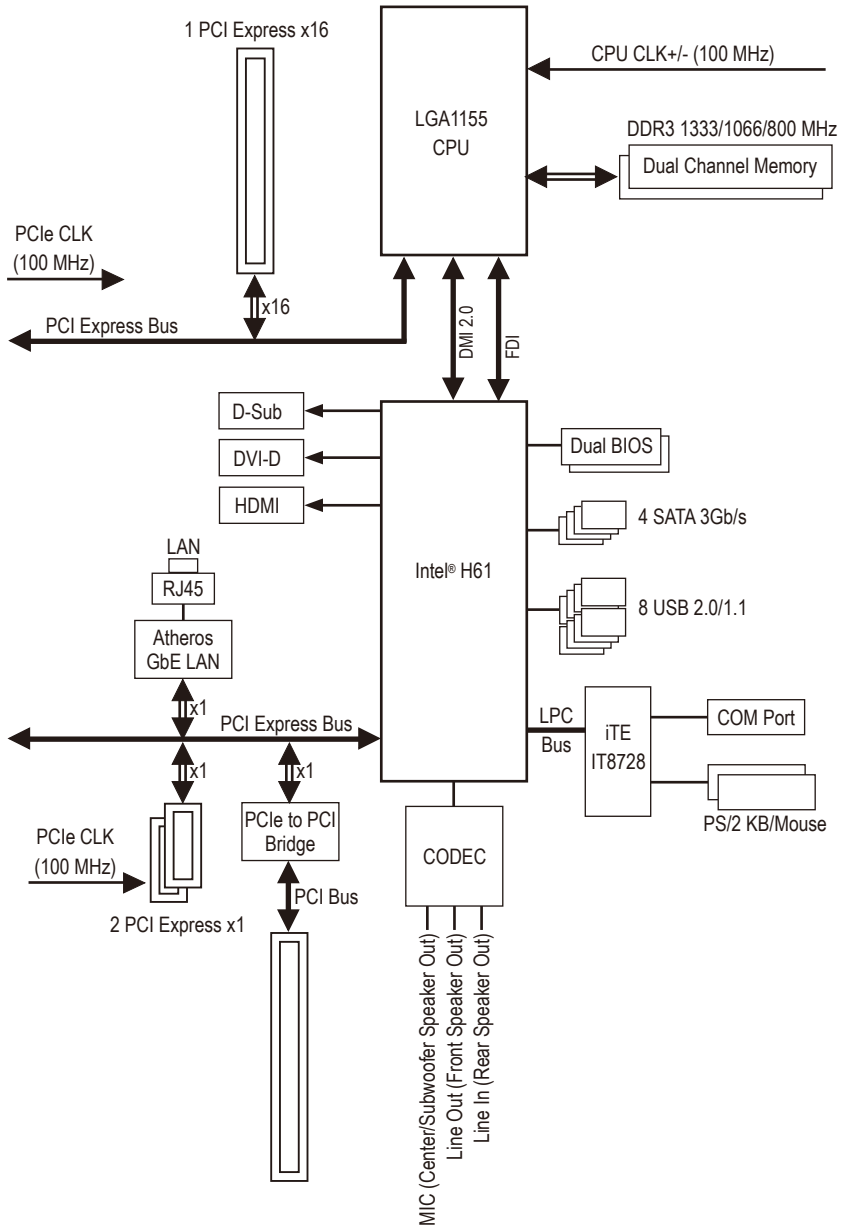 1 PCI Express x16
CPU CLK+/- (100 MHz)
LGA1155
CPU
DDR3 1333/1066/800 MHz
Dual Channel Memory
PCIe CLK
(100 MHz)
x16
PCI Express Bus
DMI 2.0
FDI
D-Sub
Dual BIOS
DVI-D
HDMI
4 SATA 3Gb/s
LAN
RJ45
Intel® H61
8 USB 2.0/1.1
Atheros
GbE LAN
x1
PCI Express Bus
LPC
Bus
iTE
IT8728
COM Port
x1
x1
PS/2 KB/Mouse
PCIe CLK
(100 MHz)
PCIe to PCI
Bridge
CODEC
PCI Bus
2 PCI Express x1
MIC (Center/Subwoofer Speaker Out)
Line Out (Front Speaker Out)
Line In (Rear Speaker Out)